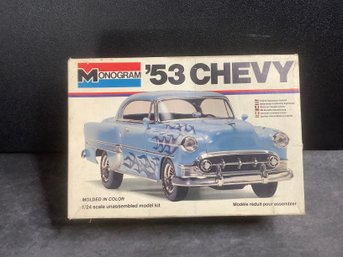 MONOGRAM
'53 CHEVY
MOLDED IN COLOR
1/24 scale unassembled model kit
Modèle réduit pour assembler